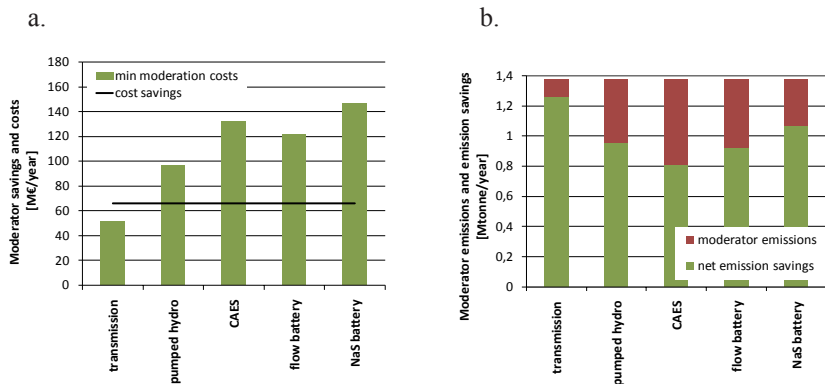 a.
Moderator savings and costs
[M€/year]
180
160
140
120
100
80
60
40
20
0
min moderation costs
cost savings
transmission
pumped hydro
CAES
flow battery
NaS battery
b.
Moderator emissions and emission savings
[Mtonne/year]
1,4
1,2
1
0,8
0,6
0,4
0,2
0
moderator emissions
net emission savings
transmission
pumped hydro
CAES
flow battery
NaS battery